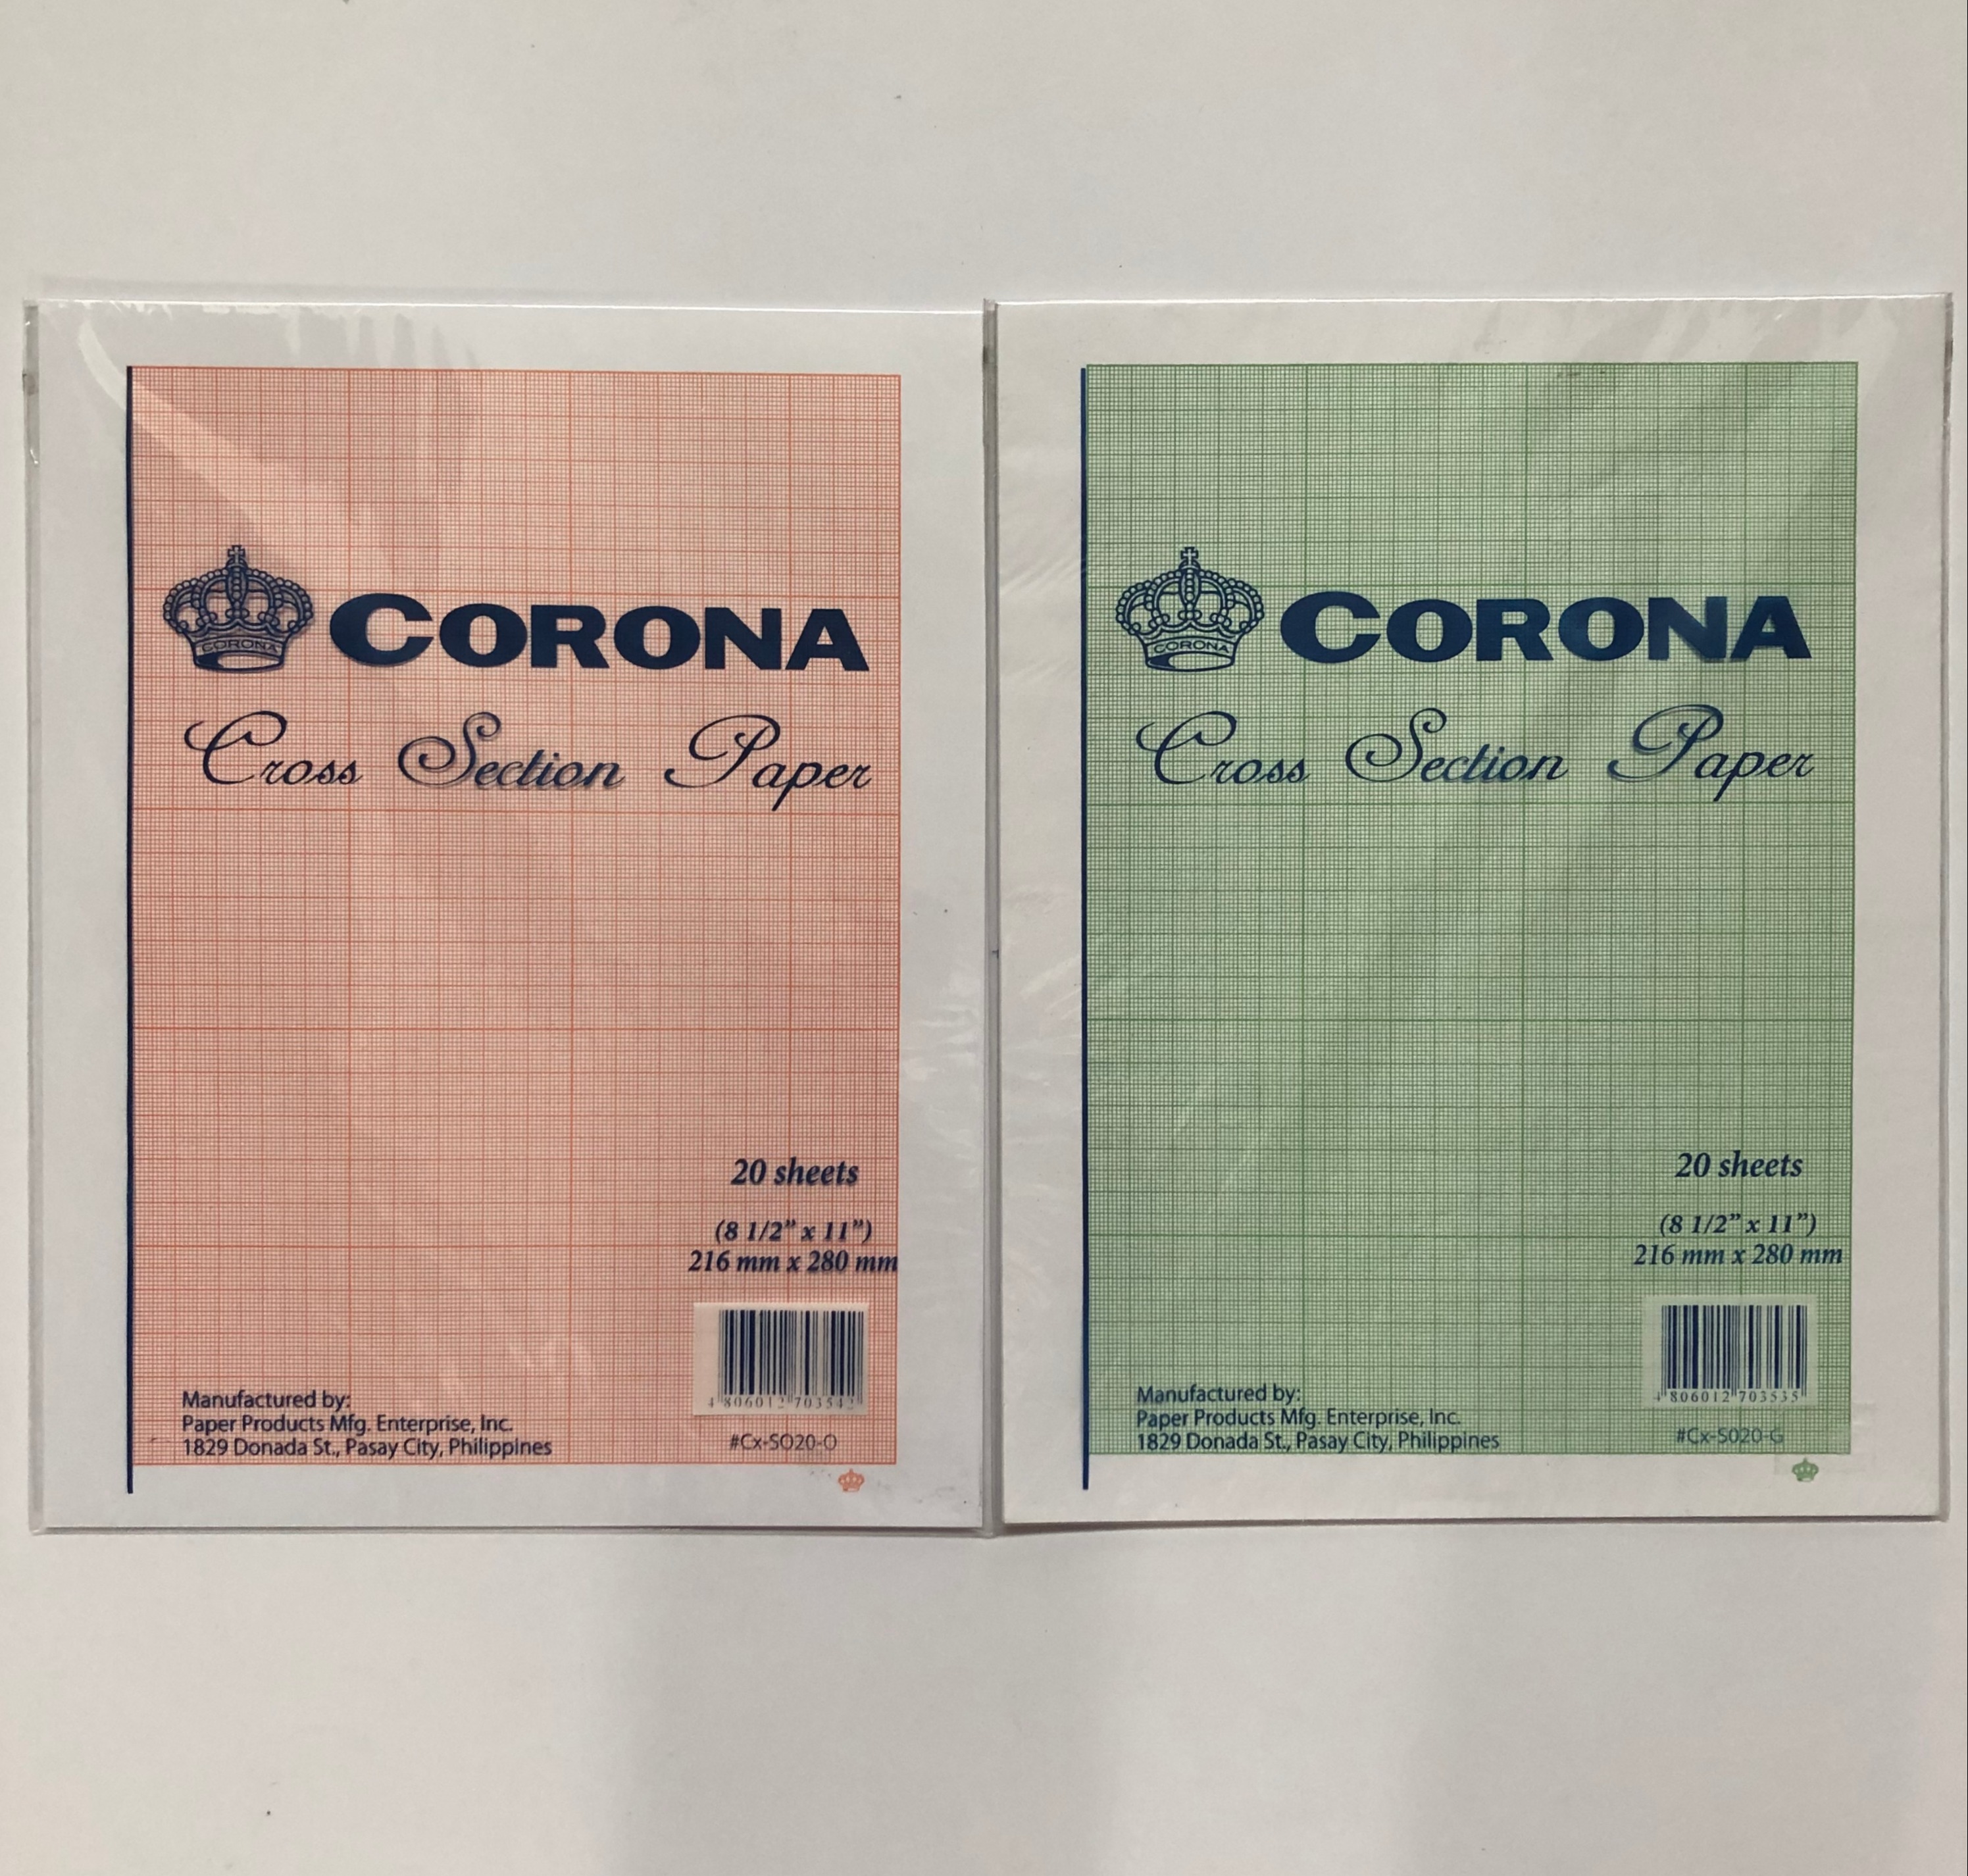 CORONA
CORONA
Cross Section Paper
20 sheets
(8 1/2" x 11")
216 mm x 280 mm
4 806012 703542
Manufactured by:
Paper Products Mfg. Enterprise, Inc.
1829 Donada St., Pasay City, Philippines
#Cx-SO20-O
CORONA
CORONA
Cross Section Paper
20 sheets
(8 1/2" x 11")
216 mm x 280 mm
4 806012 703535
Manufactured by:
Paper Products Mfg. Enterprise, Inc.
1829 Donada St., Pasay City, Philippines
#Cx-S020-G